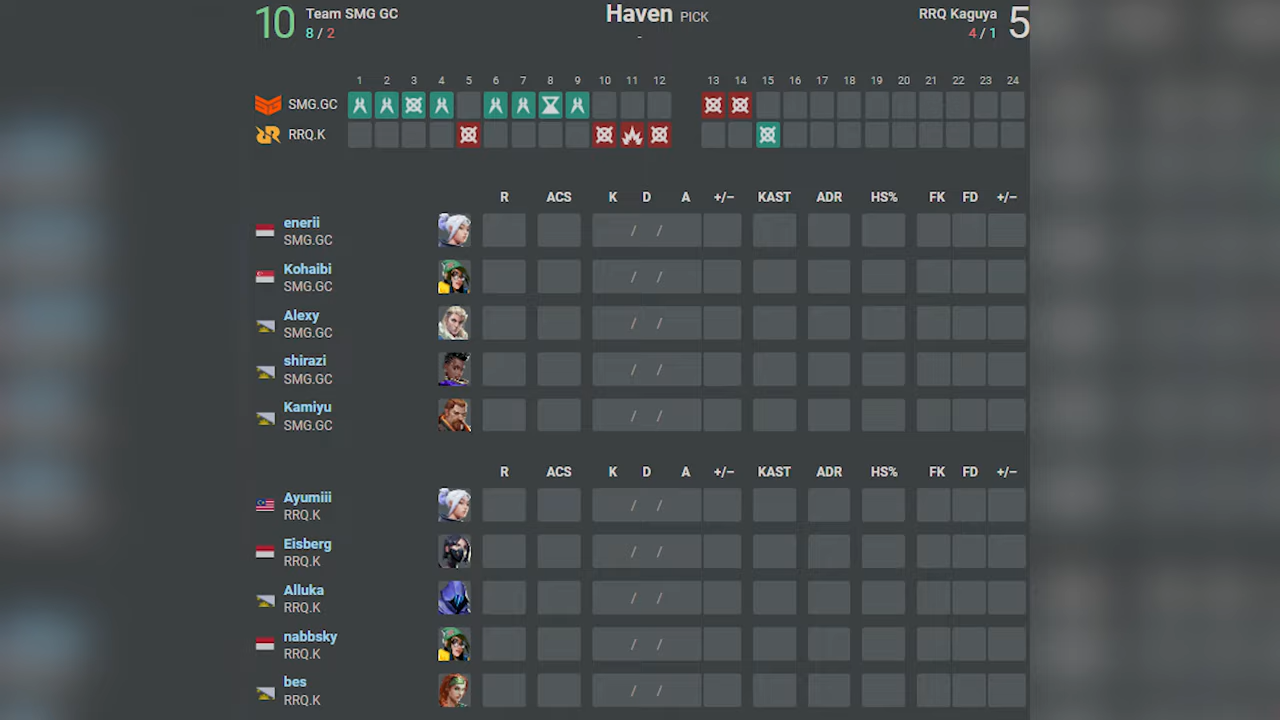 10 Team SMG GC Haven PICK RRQ Kaguya 5
8 / 2 - 4 / 1
1 2 3 4 5 6 7 8 9 10 11 12 13 14 15 16 17 18 19 20 21 22 23 24
SMG.GC
RRQ.K
R ACS K D A +/– KAST ADR HS% FK FD +/–
enerii
SMG.GC / /
Kohaibi
SMG.GC / /
Alexy
SMG.GC / /
shirazi
SMG.GC / /
Kamiyu
SMG.GC / /
R ACS K D A +/– KAST ADR HS% FK FD +/–
Ayumiii
RRQ.K / /
Eisberg
RRQ.K / /
Alluka
RRQ.K / /
nabbsky
RRQ.K / /
bes
RRQ.K / /